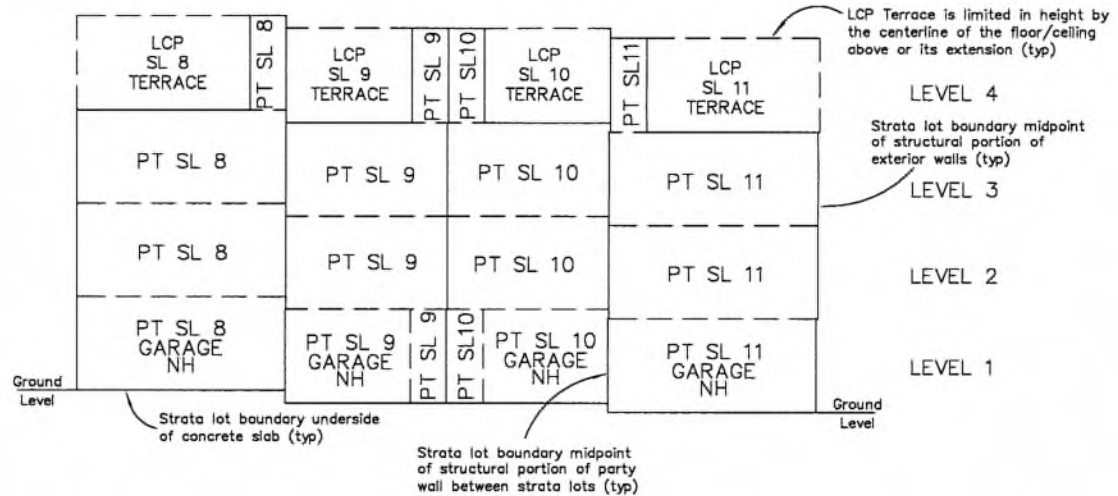 LCP Terrace is limited in height by
the centerline of the floor/ceiling
above or its extension (typ)
LCP
SL 8
TERRACE
PT SL 8
LCP
SL 9
TERRACE
PT SL 9
PT SL10
LCP
SL 10
TERRACE
PT SL11
LCP
SL 11
TERRACE
LEVEL 4
Strata lot boundary midpoint
of structural portion of
exterior walls (typ)
PT SL 8
PT SL 9
PT SL 10
PT SL 11
LEVEL 3
PT SL 8
PT SL 9
PT SL 10
PT SL 11
LEVEL 2
PT SL 8
GARAGE
NH
PT SL 9
GARAGE
NH
PT SL 9
PT SL10
PT SL 10
GARAGE
NH
PT SL 11
GARAGE
NH
LEVEL 1
Ground
Level
Ground
Level
Strata lot boundary underside
of concrete slab (typ)
Strata lot boundary midpoint
of structural portion of party
wall between strata lots (typ)